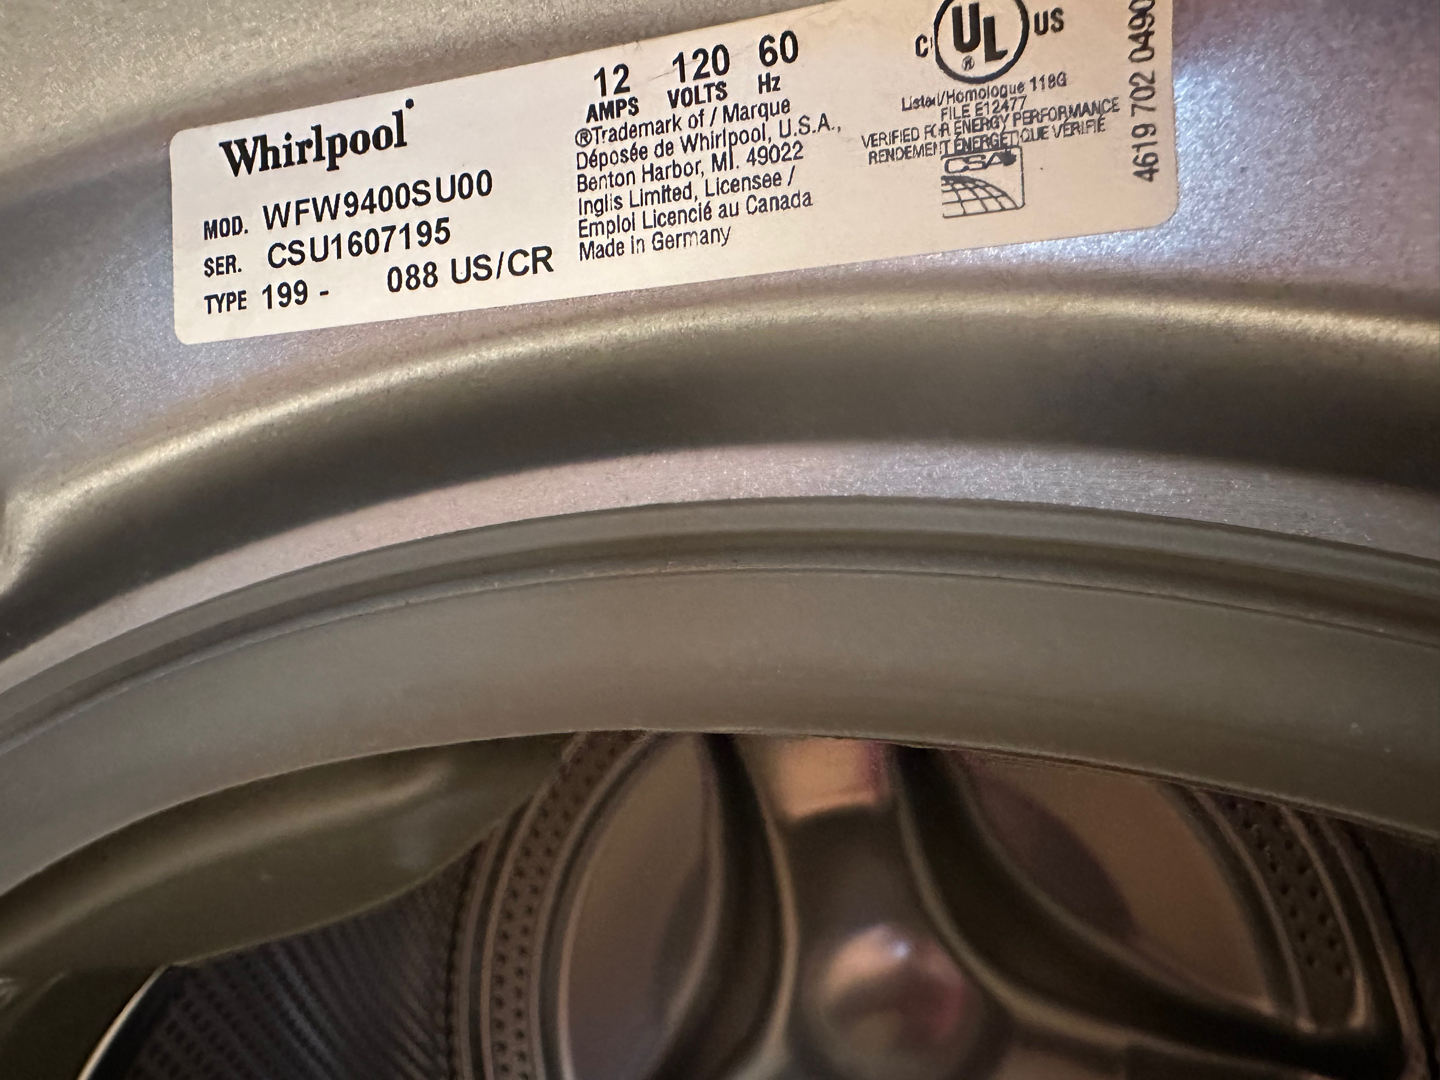 Whirlpool
MOD. WFW9400SU00
SER. CSU1607195
TYPE 199 - 088 US/CR
12 120 60
AMPS VOLTS Hz
®Trademark of / Marque
Déposée de Whirlpool, U.S.A.,
Benton Harbor, MI. 49022
Inglis Limited, Licensee /
Emploi Licencié au Canada
Made in Germany
C UL US
®
Listed/Homologue 118G
FILE E12477
VERIFIED FOR ENERGY PERFORMANCE
RENDEMENT ÉNERGÉTIQUE VÉRIFIÉ
CSA
4619 702 0490